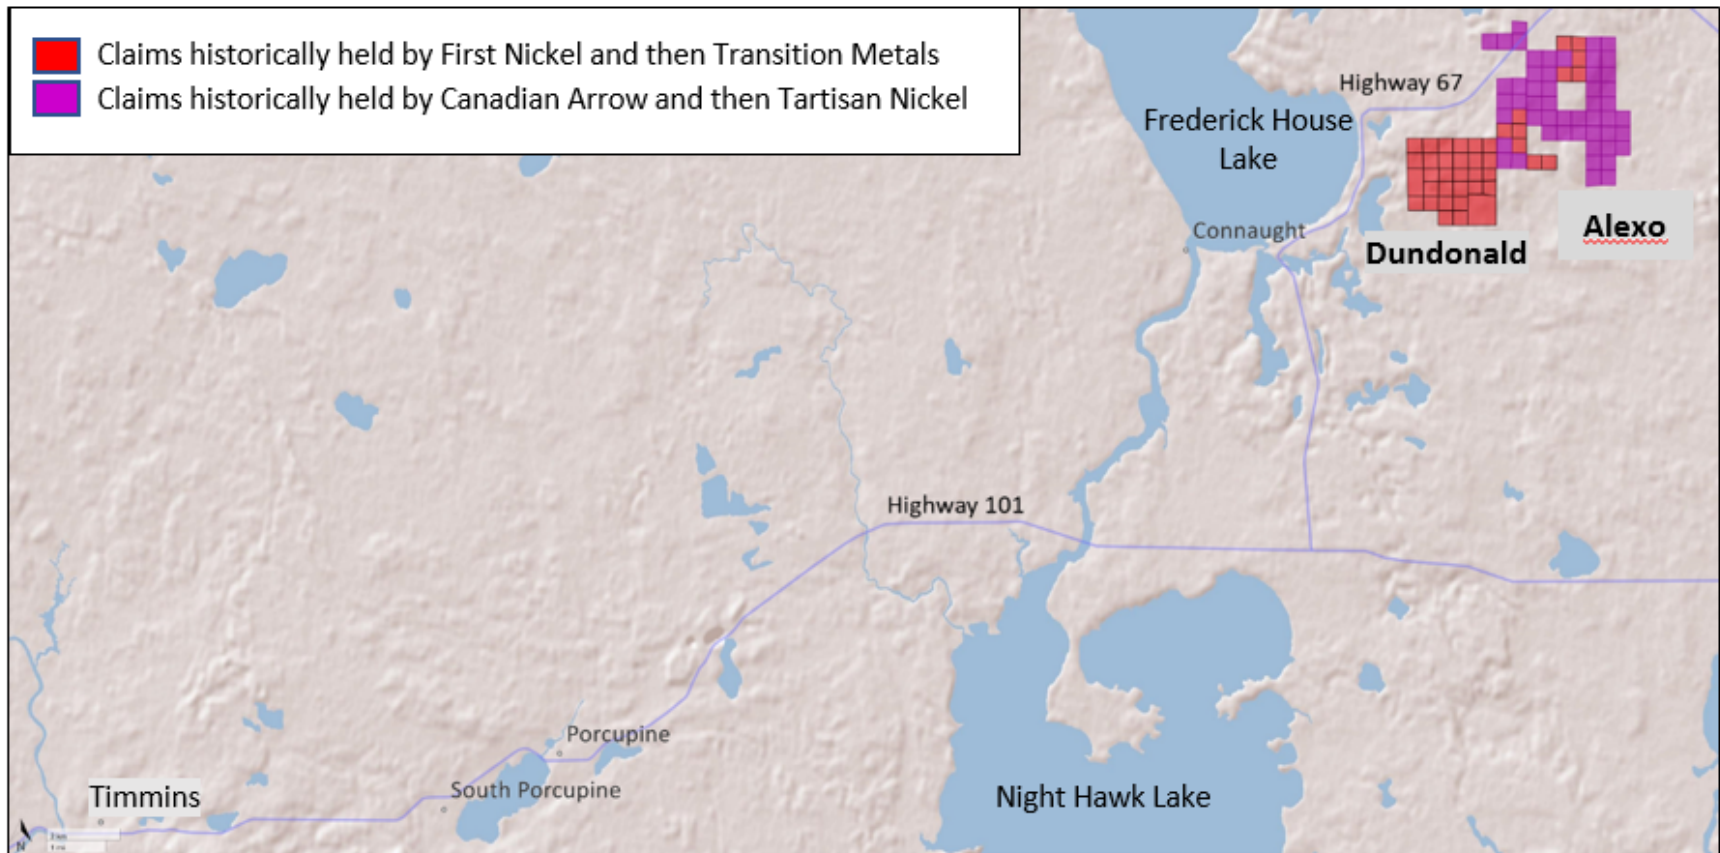 Claims historically held by First Nickel and then Transition Metals
Claims historically held by Canadian Arrow and then Tartisan Nickel
Highway 67
Frederick House
Lake
Connaught
Alexo
Dundonald
Highway 101
Porcupine
South Porcupine
Timmins
Night Hawk Lake
N